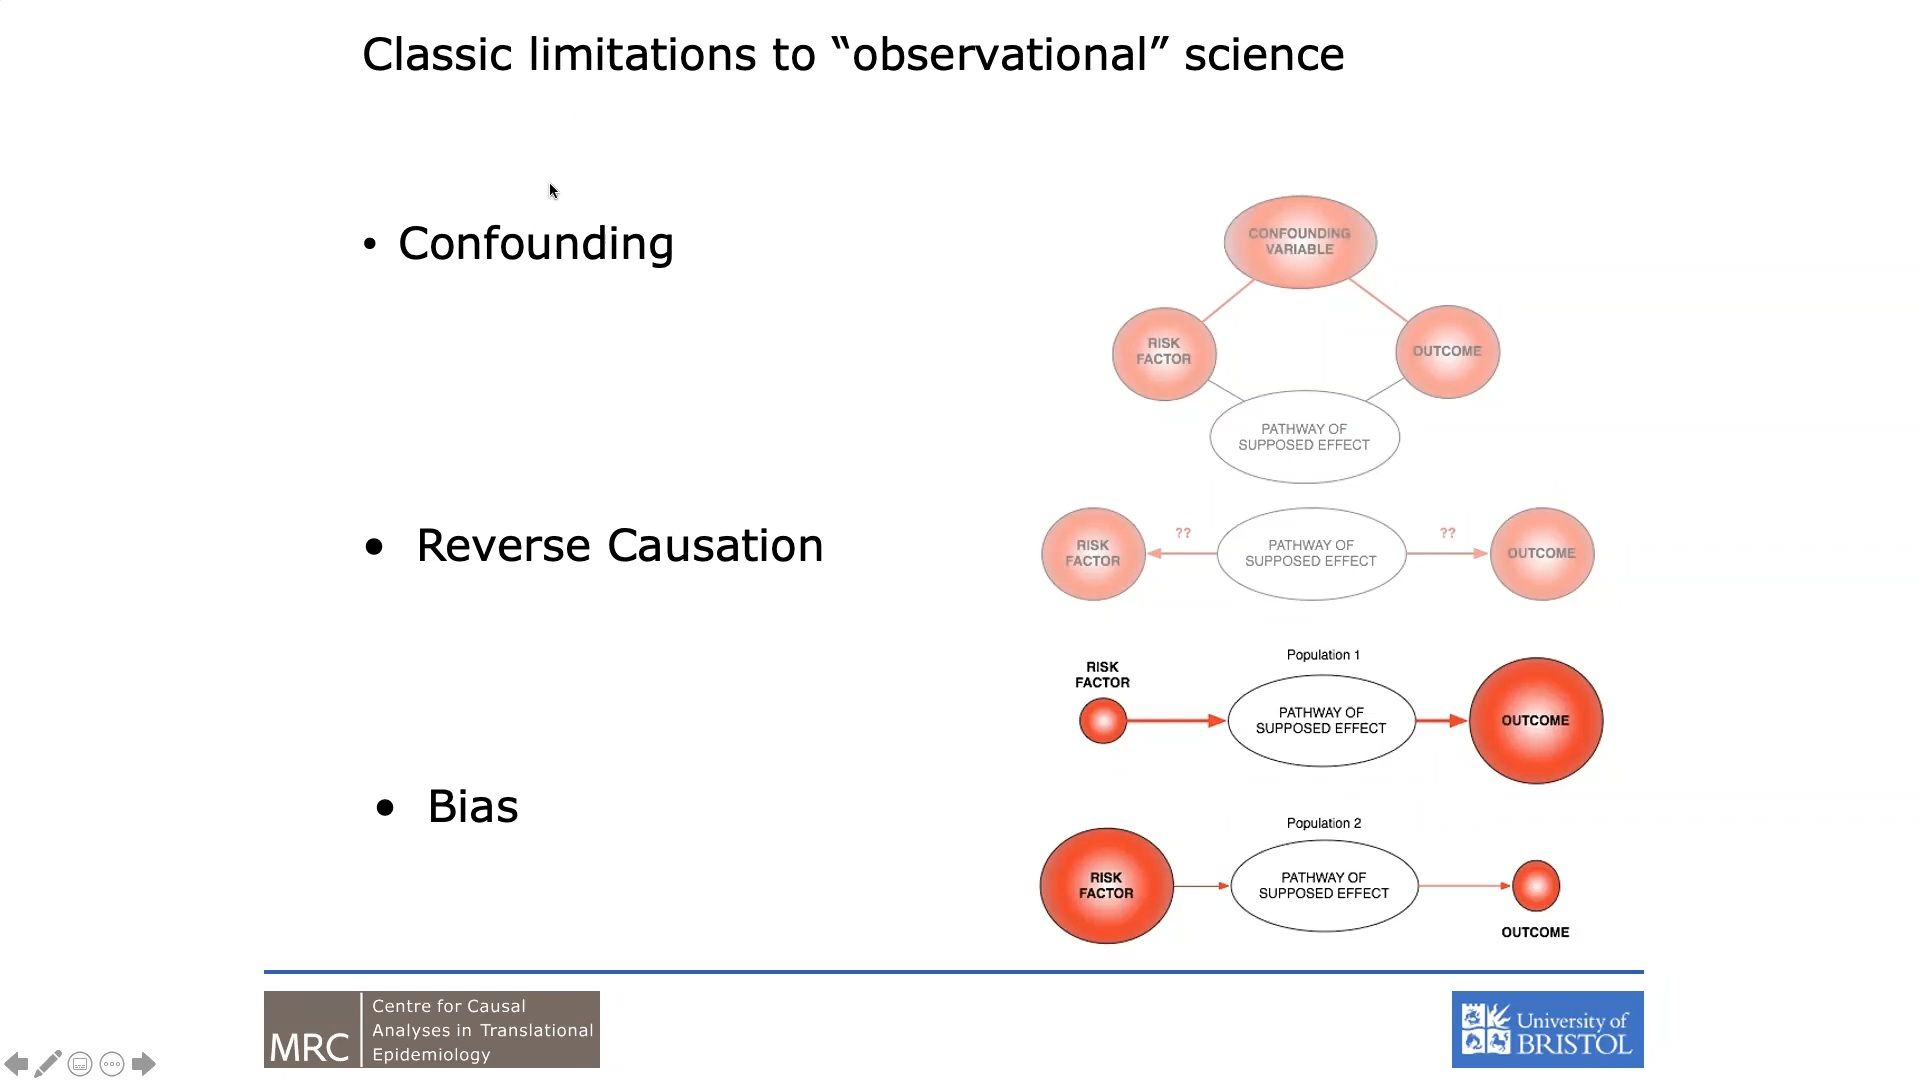 Classic limitations to “observational” science
• Confounding
CONFOUNDING
VARIABLE
RISK
FACTOR
OUTCOME
PATHWAY OF
SUPPOSED EFFECT
• Reverse Causation
RISK
FACTOR
??
PATHWAY OF
SUPPOSED EFFECT
??
OUTCOME
• Bias
Population 1
RISK
FACTOR
PATHWAY OF
SUPPOSED EFFECT
OUTCOME
Population 2
RISK
FACTOR
PATHWAY OF
SUPPOSED EFFECT
OUTCOME
MRC
Centre for Causal
Analyses in Translational
Epidemiology
University of
BRISTOL